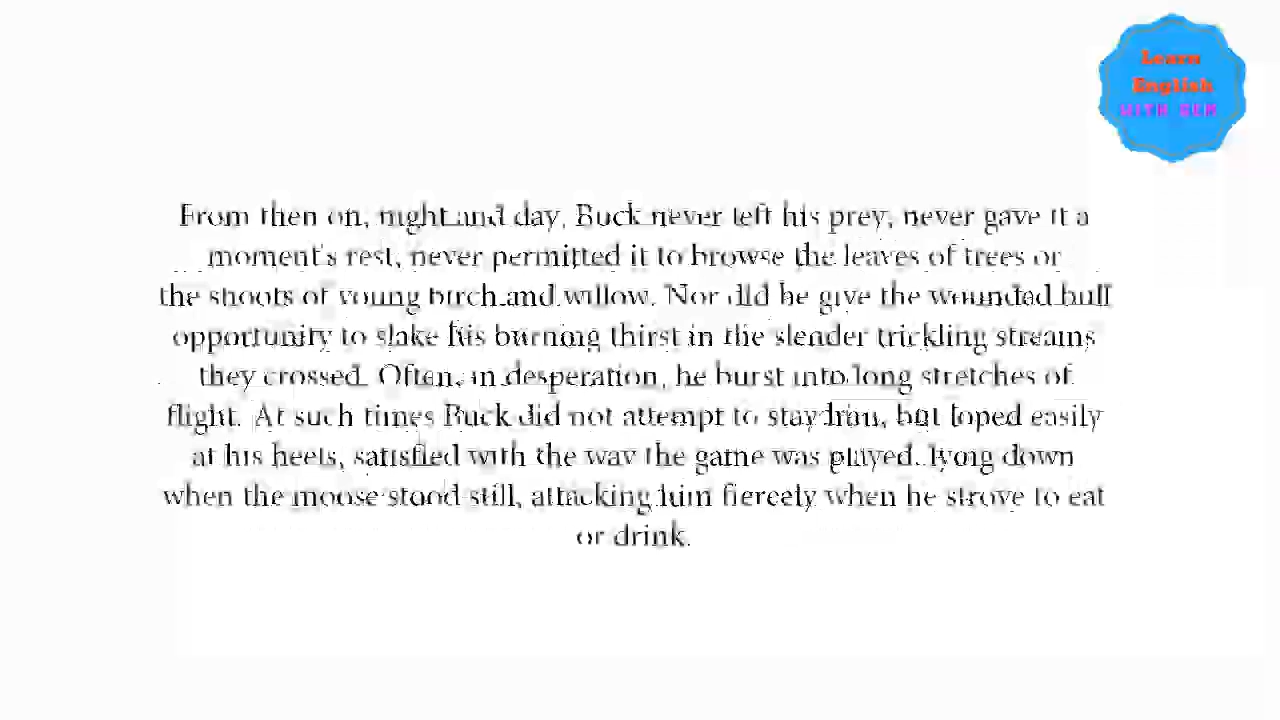 From then on, night and day, Buck never left his prey, never gave it a
moment's rest, never permitted it to browse the leaves of trees or
the shoots of young birch and willow. Nor did he give the wounded bull
opportunity to slake his burning thirst in the slender trickling streams
they crossed. Often, in desperation, he burst into long stretches of
flight. At such times Buck did not attempt to stay him, but loped easily
at his heels, satisfied with the way the game was played, lying down
when the moose stood still, attacking him fiercely when he strove to eat
or drink.
Learn
English
WITH GEM